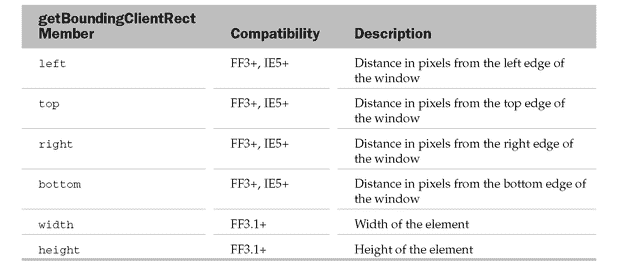 getBoundingClientRect
Member Compatibility Description
left FF3+, IE5+ Distance in pixels from the left edge of
the window
top FF3+, IE5+ Distance in pixels from the top edge of
the window
right FF3+, IE5+ Distance in pixels from the right edge of
the window
bottom FF3+, IE5+ Distance in pixels from the bottom edge of
the window
width FF3.1+ Width of the element
height FF3.1+ Height of the element